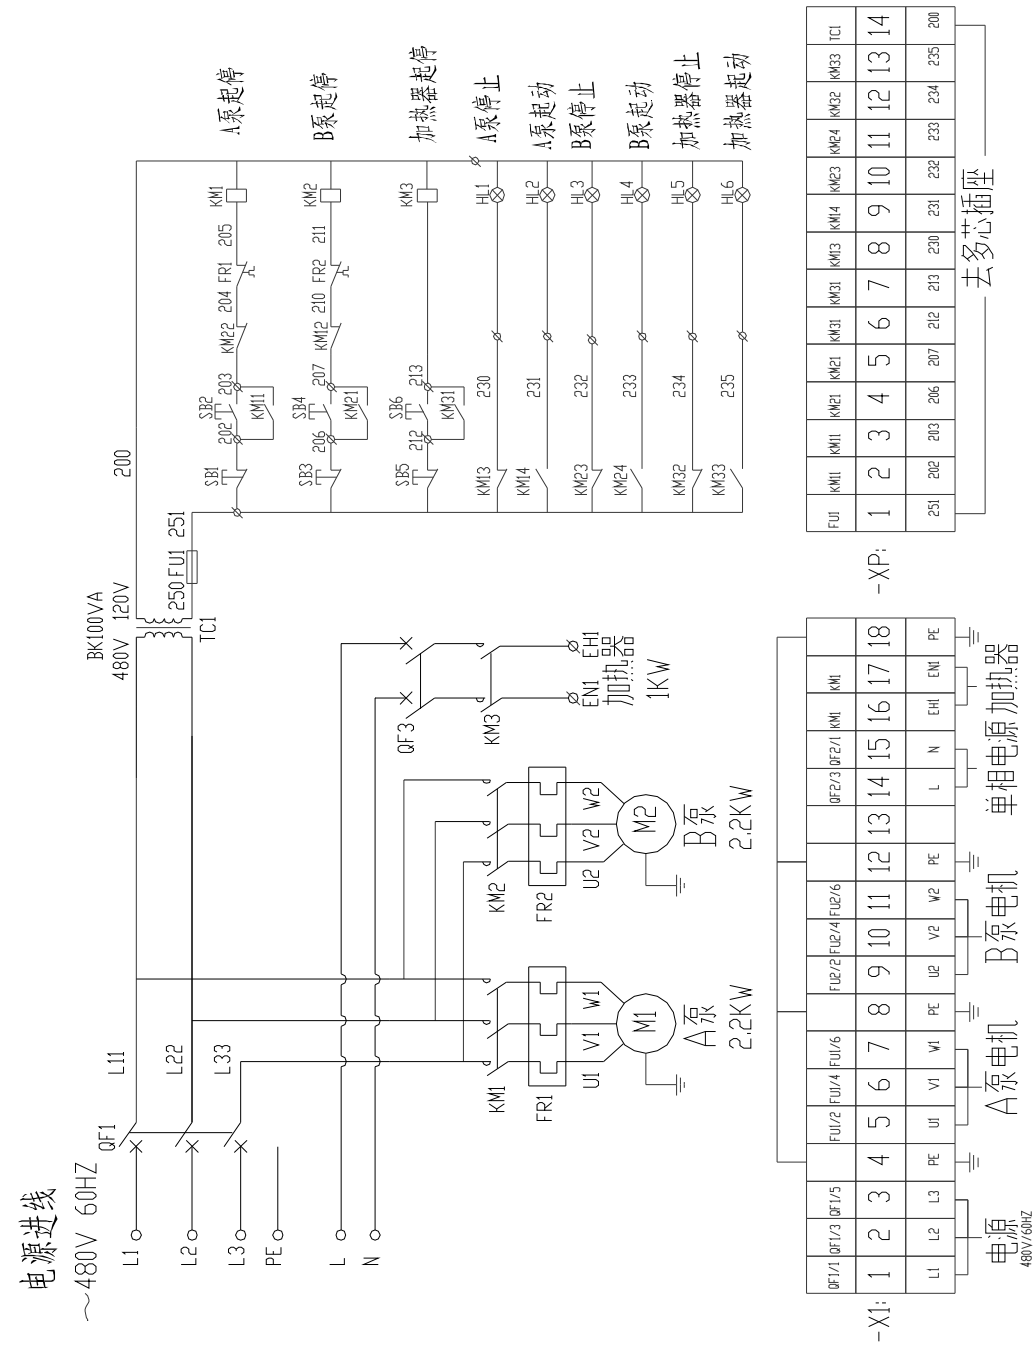 电源进线
～480V 60HZ
L1
L2
L3
PE
L
N
QF1
L11
L22
L33
BK100VA
480V 120V
TC1
200
250 FU1 251
KM1
FR1
U1 V1 W1
M1
A泵
2.2KW
KM2
FR2
U2 V2 W2
M2
B泵
2.2KW
QF3
KM3
EN1 EH1
加热器
1KW
SB1 202 SB2 203 KM22 204 FR1 205 KM1 A泵起停
KM11
SB3 206 SB4 207 KM12 210 FR2 211 KM2 B泵起停
KM21
SB5 212 SB6 213 KM3 加热器起停
KM31
KM13 230 HL1 A泵停止
KM14 231 HL2 A泵起动
KM23 232 HL3 B泵停止
KM24 233 HL4 B泵起动
KM32 234 HL5 加热器停止
KM33 235 HL6 加热器起动
-X1:
QF1/1 QF1/3 QF1/5 FU1/2 FU1/4 FU1/6 FU2/2 FU2/4 FU2/6 QF2/3 QF2/1 KM1 KM1
1 2 3 4 5 6 7 8 9 10 11 12 13 14 15 16 17 18
L1 L2 L3 PE U1 V1 W1 PE U2 V2 W2 PE L N EH1 EN1 PE
电源 A泵电机 B泵电机 单相电源 加热器
480V/60HZ
-XP:
FU1 KM11 KM11 KM21 KM21 KM31 KM31 KM13 KM14 KM23 KM24 KM32 KM33 TC1
1 2 3 4 5 6 7 8 9 10 11 12 13 14
251 202 203 206 207 212 213 230 231 232 233 234 235 200
去多芯插座